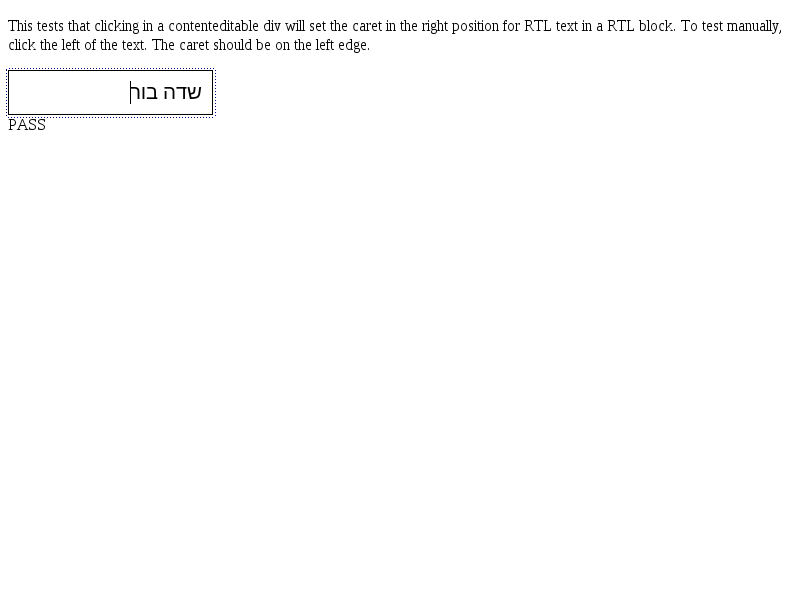 This tests that clicking in a contenteditable div will set the caret in the right position for RTL text in a RTL block. To test manually,
click the left of the text. The caret should be on the left edge.
שדה בור
PASS